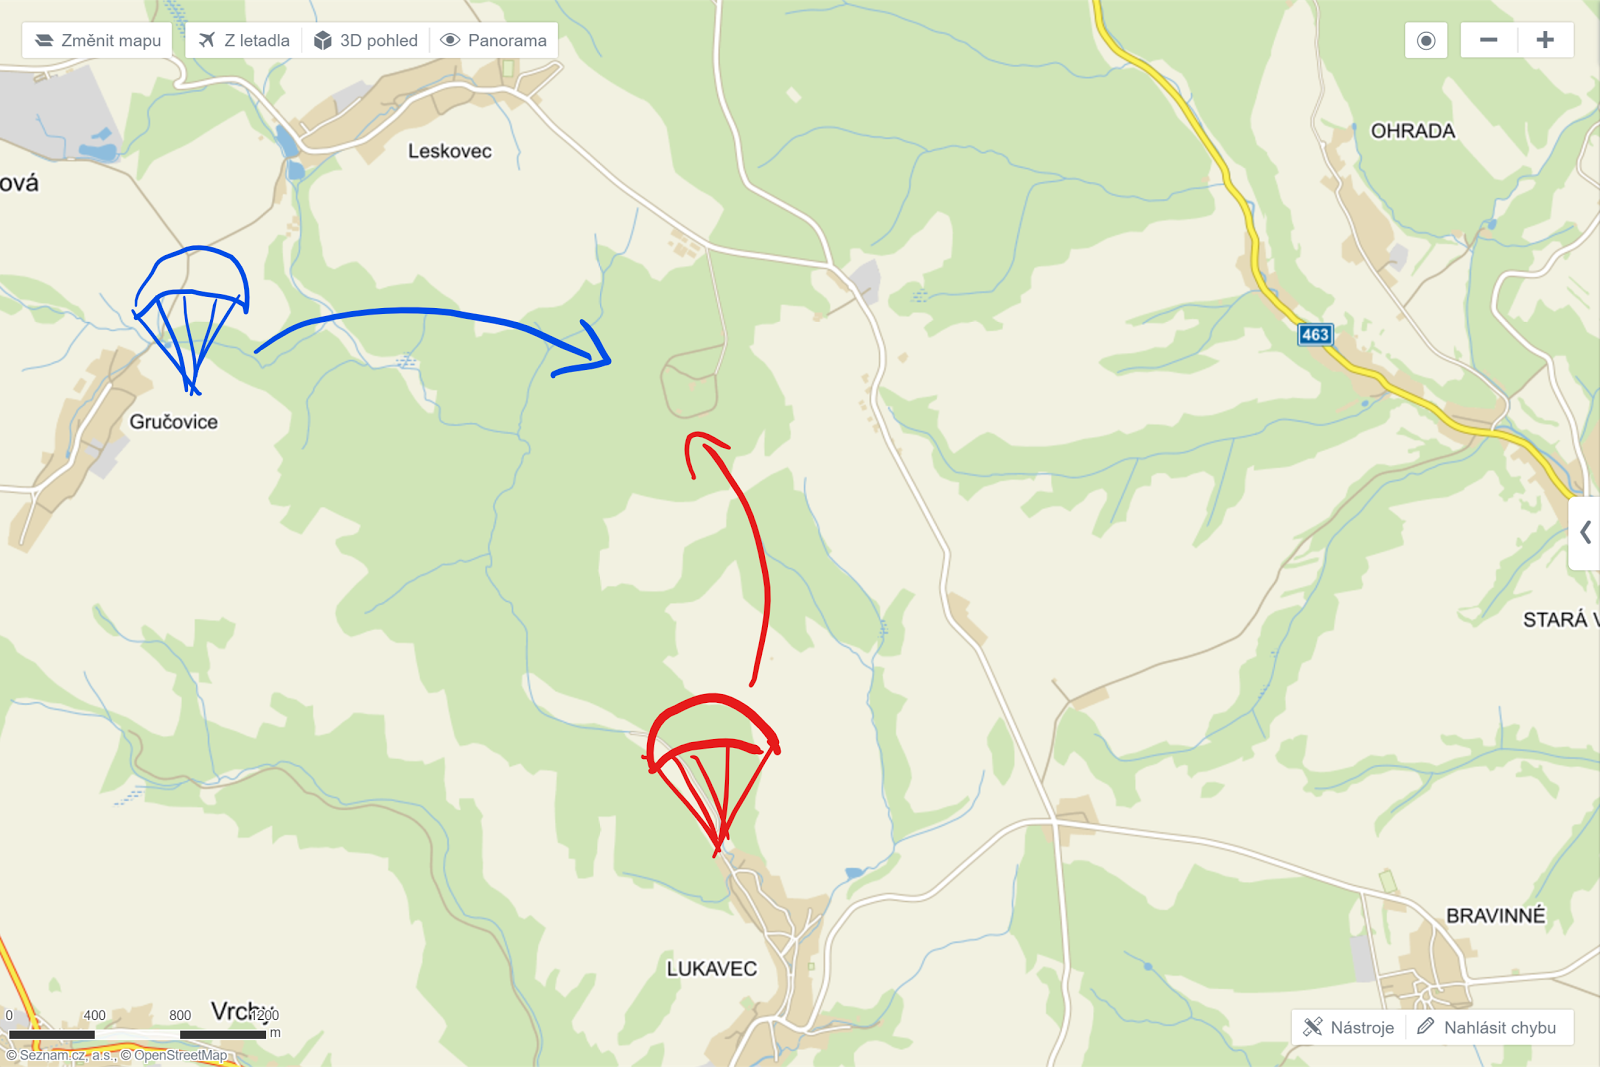 Změnit mapu
Z letadla
3D pohled
Panorama
OHRADA
Leskovec
ová
463
Gručovice
STARÁ V
BRAVINNÉ
LUKAVEC
Vrchy
0 400 800 1200 m
Nástroje
Nahlásit chybu
© Seznam.cz, a.s., © OpenStreetMap